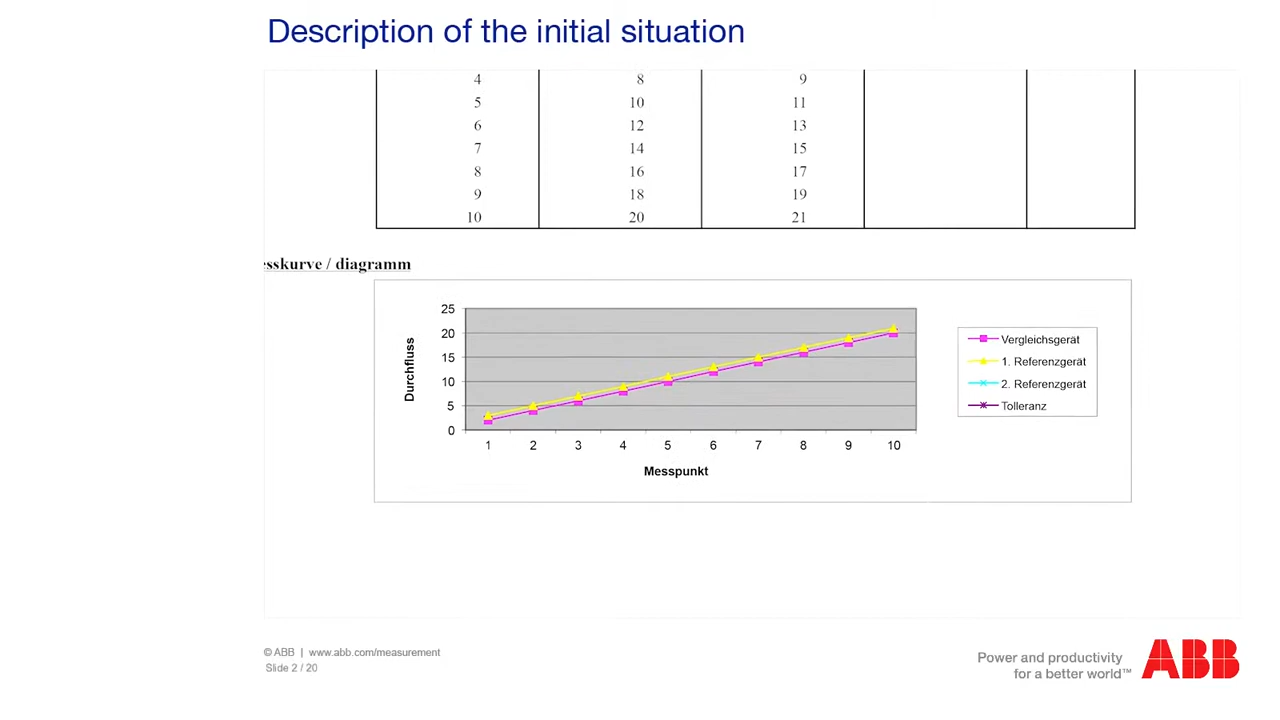 Description of the initial situation
4 8 9
5 10 11
6 12 13
7 14 15
8 16 17
9 18 19
10 20 21
sskurve / diagramm
25
20
15
10
5
0
Durchfluss
1 2 3 4 5 6 7 8 9 10
Messpunkt
Vergleichsgerät
1. Referenzgerät
2. Referenzgerät
Tolleranz
© ABB | www.abb.com/measurement
Slide 2 / 20
Power and productivity
for a better world™
ABB